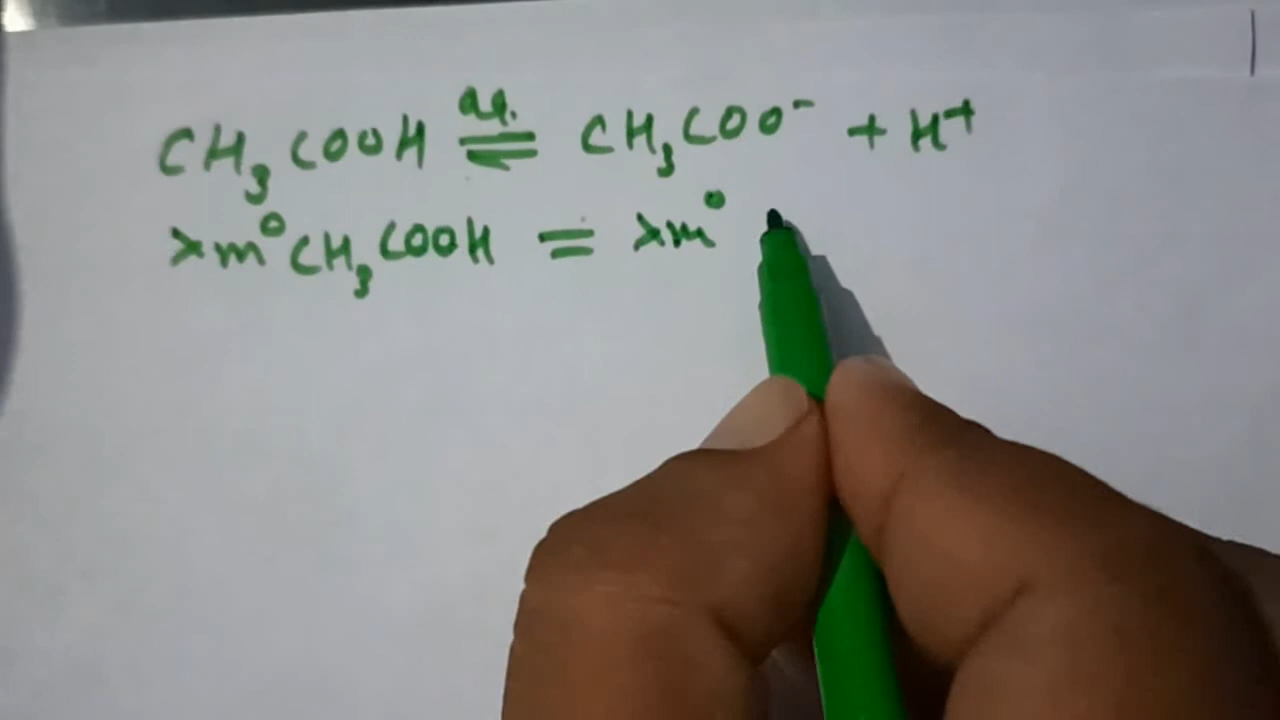 CH₃COOH ⇌ aq. CH₃COO⁻ + H⁺
λm°CH₃COOH = λm°